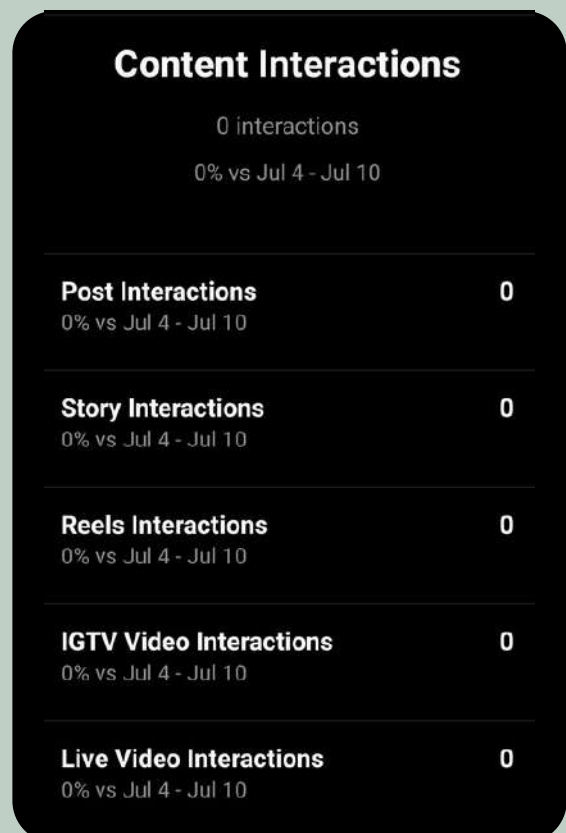 Content Interactions
0 interactions
0% vs Jul 4 - Jul 10
Post Interactions 0
0% vs Jul 4 - Jul 10
Story Interactions 0
0% vs Jul 4 - Jul 10
Reels Interactions 0
0% vs Jul 4 - Jul 10
IGTV Video Interactions 0
0% vs Jul 4 - Jul 10
Live Video Interactions 0
0% vs Jul 4 - Jul 10